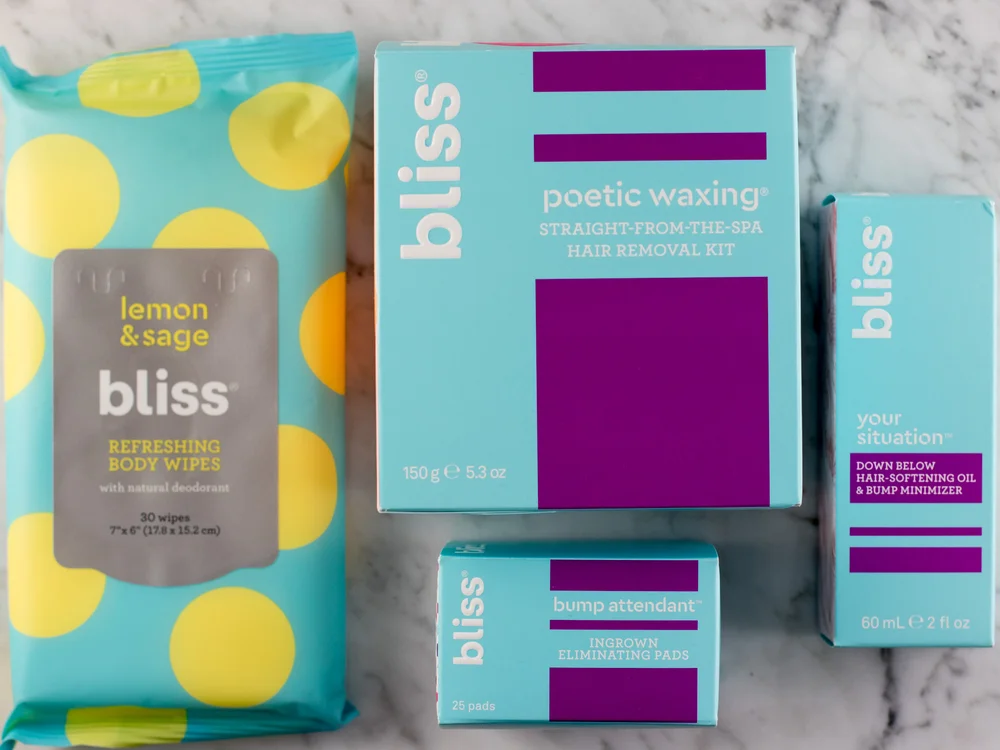 lemon
& sage
bliss®
REFRESHING
BODY WIPES
with natural deodorant
30 wipes
7"x 6" (17.8 x 15.2 cm)
bliss®
poetic waxing®
STRAIGHT-FROM-THE-SPA
HAIR REMOVAL KIT
150 g ℮ 5.3 oz
bliss®
bump attendant™
INGROWN
ELIMINATING PADS
25 pads
bliss®
your
situation™
DOWN BELOW
HAIR-SOFTENING OIL
& BUMP MINIMIZER
60 mL ℮ 2 fl oz